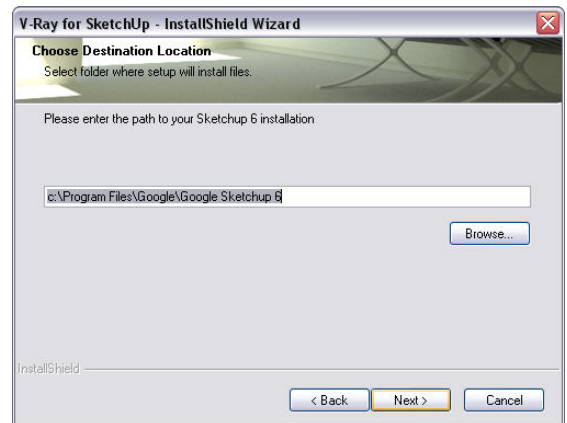 V-Ray for SketchUp - InstallShield Wizard
Choose Destination Location
Select folder where setup will install files.
Please enter the path to your Sketchup 6 installation
c:\Program Files\Google\Google Sketchup 6
Browse...
InstallShield
< Back
Next >
Cancel